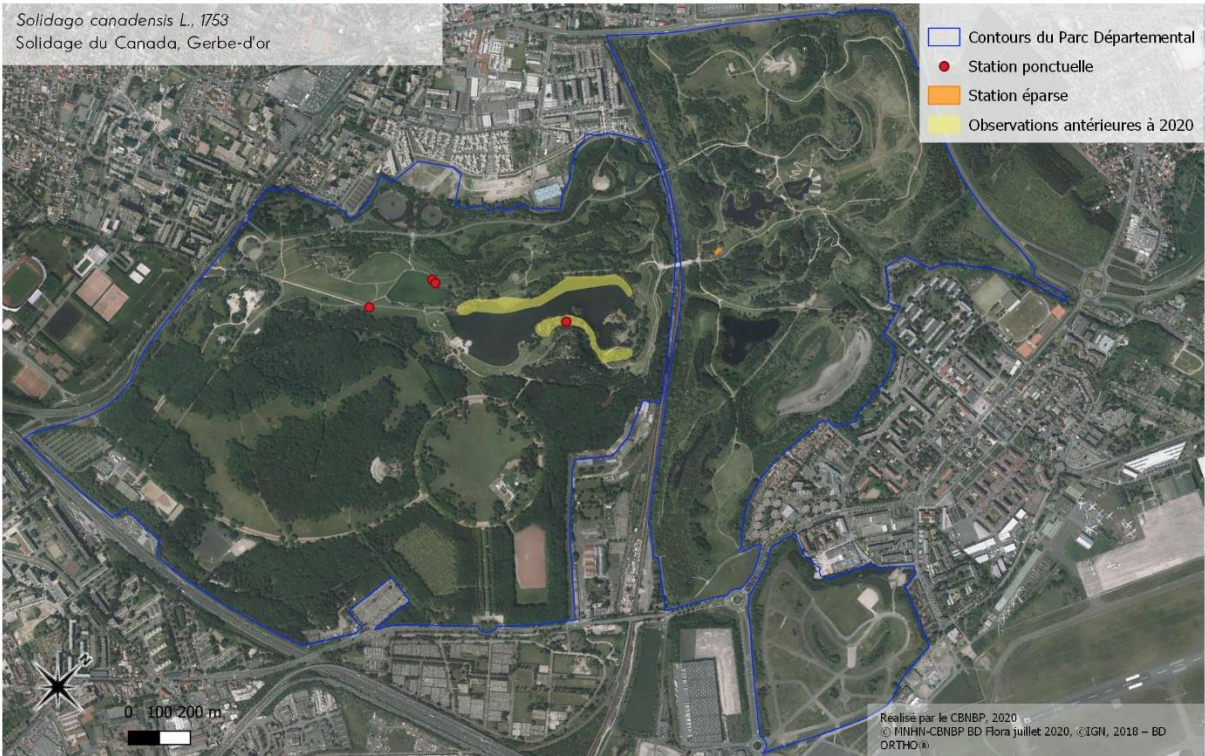 Solidago canadensis L., 1753
Solidage du Canada, Gerbe-d'or
Contours du Parc Départemental
Station ponctuelle
Station éparse
Observations antérieures à 2020
N
0 100 200 m
Réalisé par le CBNBP, 2020
© MNHN-CBNBP BD Flora juillet 2020, ©IGN, 2018 – BD
ORTHO®